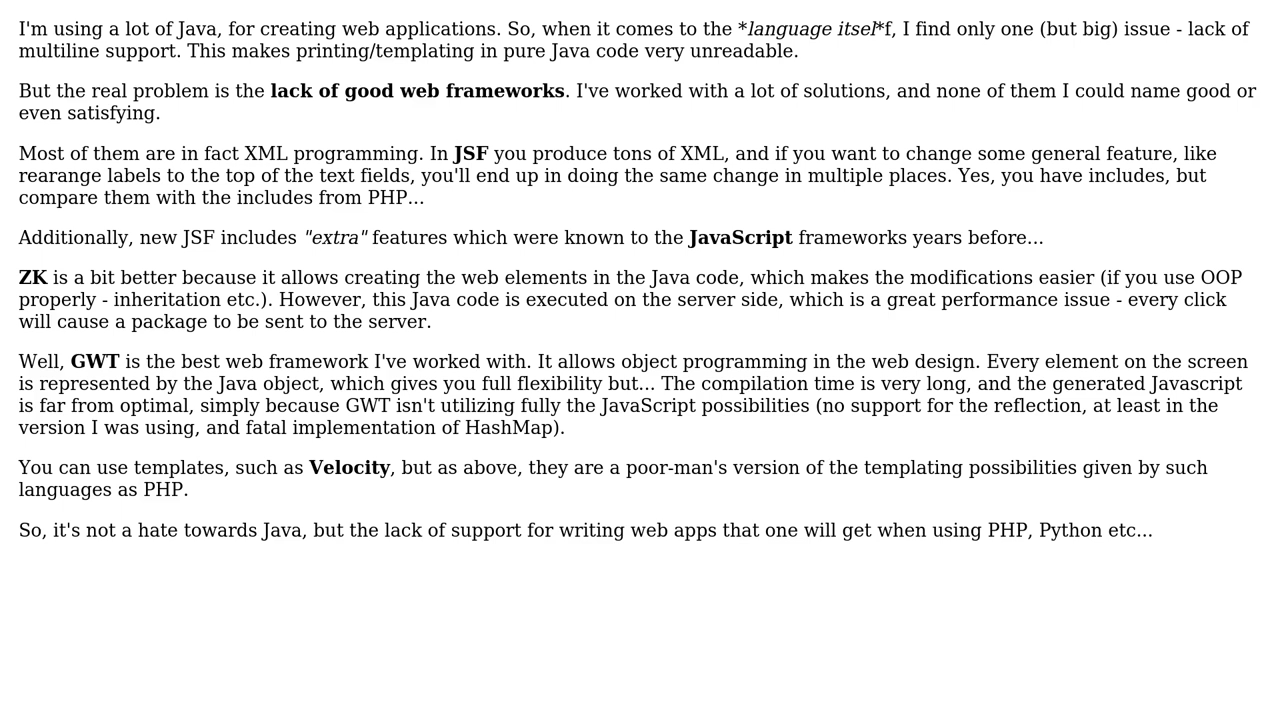 I'm using a lot of Java, for creating web applications. So, when it comes to the *language itsel*f, I find only one (but big) issue - lack of
multiline support. This makes printing/templating in pure Java code very unreadable.
But the real problem is the lack of good web frameworks. I've worked with a lot of solutions, and none of them I could name good or
even satisfying.
Most of them are in fact XML programming. In JSF you produce tons of XML, and if you want to change some general feature, like
rearange labels to the top of the text fields, you'll end up in doing the same change in multiple places. Yes, you have includes, but
compare them with the includes from PHP...
Additionally, new JSF includes "extra" features which were known to the JavaScript frameworks years before...
ZK is a bit better because it allows creating the web elements in the Java code, which makes the modifications easier (if you use OOP
properly - inheritation etc.). However, this Java code is executed on the server side, which is a great performance issue - every click
will cause a package to be sent to the server.
Well, GWT is the best web framework I've worked with. It allows object programming in the web design. Every element on the screen
is represented by the Java object, which gives you full flexibility but... The compilation time is very long, and the generated Javascript
is far from optimal, simply because GWT isn't utilizing fully the JavaScript possibilities (no support for the reflection, at least in the
version I was using, and fatal implementation of HashMap).
You can use templates, such as Velocity, but as above, they are a poor-man's version of the templating possibilities given by such
languages as PHP.
So, it's not a hate towards Java, but the lack of support for writing web apps that one will get when using PHP, Python etc...